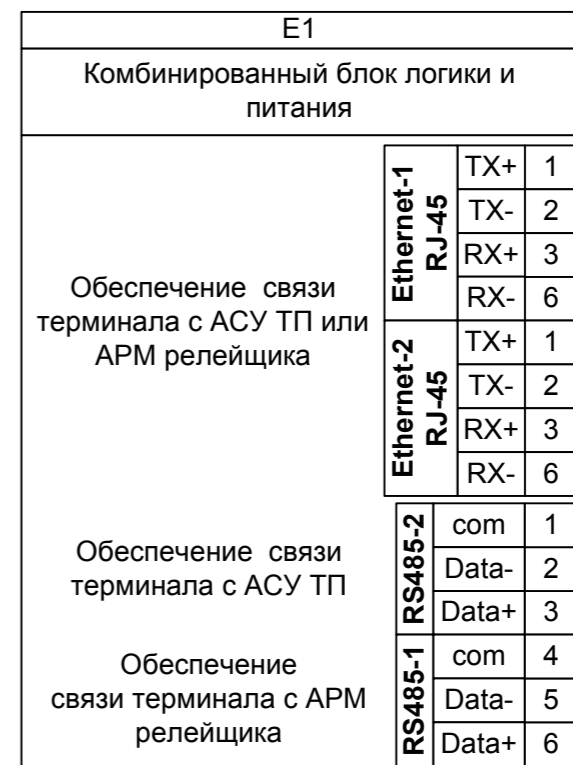 E1
Комбинированный блок логики и
питания
Обеспечение связи
терминала с АСУ ТП или
АРМ релейщика
Ethernet-1
RJ-45
TX+ 1
TX- 2
RX+ 3
RX- 6
Ethernet-2
RJ-45
TX+ 1
TX- 2
RX+ 3
RX- 6
Обеспечение связи
терминала с АСУ ТП
RS485-2
com 1
Data- 2
Data+ 3
Обеспечение
связи терминала с АРМ
релейщика
RS485-1
com 4
Data- 5
Data+ 6